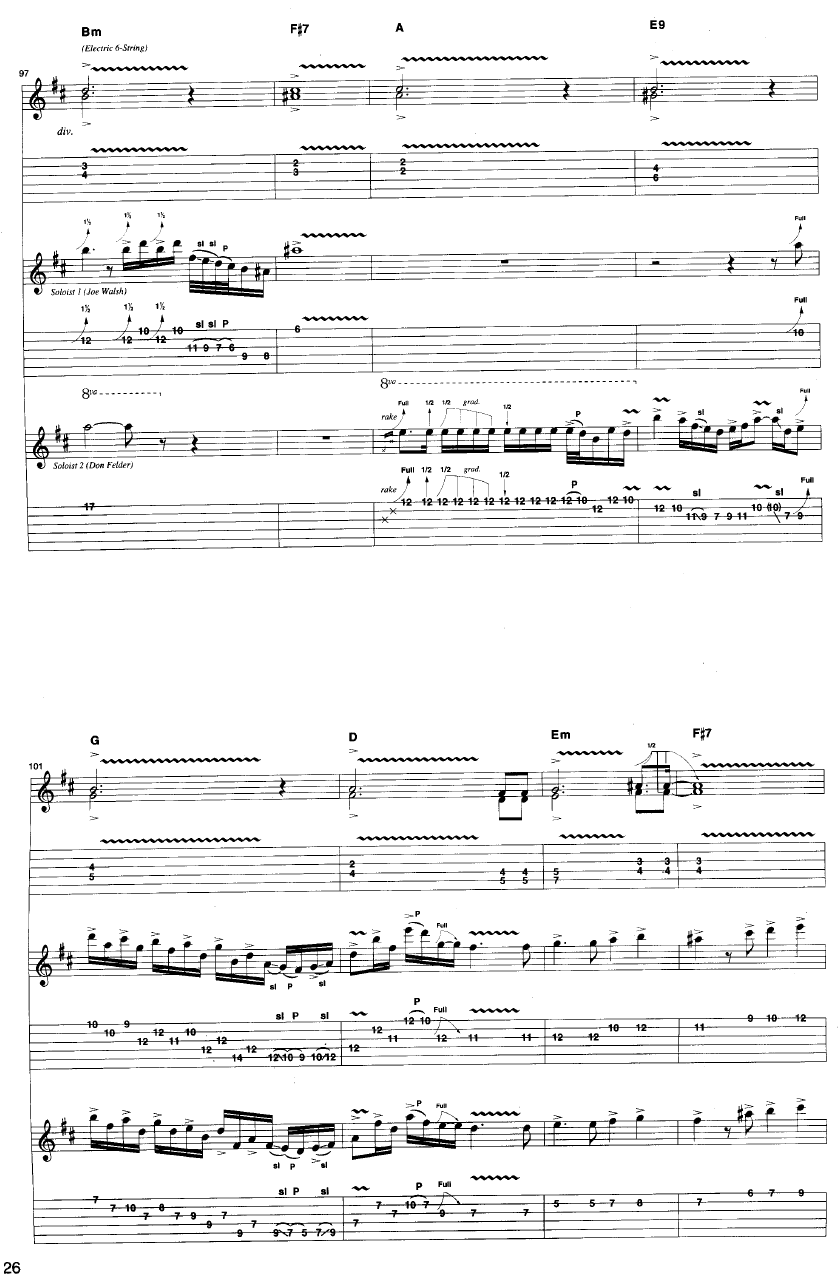 Bm F♯7 A E9
(Electric 6-String)
97
div.
3 2 2 4
4 3 2 6
1½ 1½ 1½ Full
sl sl P
Soloist 1 (Joe Walsh)
1½ 1½ 1½ sl sl P Full
12 12 10 12 10 11 9 7 6 9 8 6 10
8va 8va
rake Full 1/2 1/2 grad. 1/2 P sl sl Full
Soloist 2 (Don Felder)
rake Full 1/2 1/2 grad. 1/2 P sl sl Full
17 12 12 12 12 12 12 12 12 12 12 12 10 12 12 10 12 10 11 9 7 9 11 10 (10) 7 9
G D Em F♯7
101
1/2
4 2 4 4 5 3 3 3
5 4 5 5 7 4 4 4
sl P sl P Full
sl P sl P Full
10 10 9 12 12 11 10 12 12 14 12 12 10 9 10 12 12 12 11 12 10 12 11 11 12 12 10 12 11 9 10 12
sl P sl P Full
sl P sl P Full
7 7 10 7 8 7 9 9 7 9 7 9 7 5 7 9 7 7 7 10 7 9 7 7 5 5 7 8 7 6 7 9
26